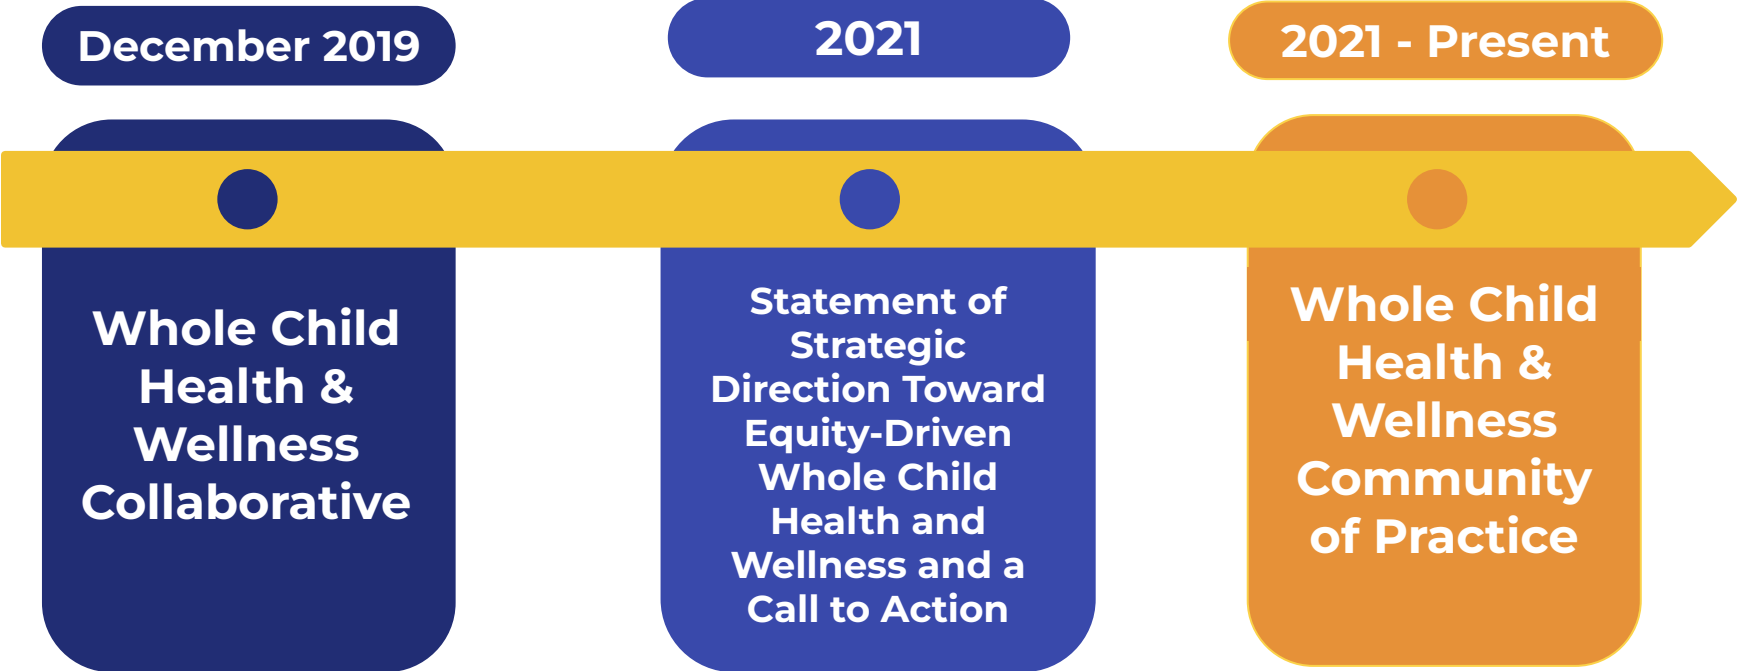 December 2019
2021
2021 - Present
Whole Child
Health &
Wellness
Collaborative
Statement of
Strategic
Direction Toward
Equity-Driven
Whole Child
Health and
Wellness and a
Call to Action
Whole Child
Health &
Wellness
Community
of Practice